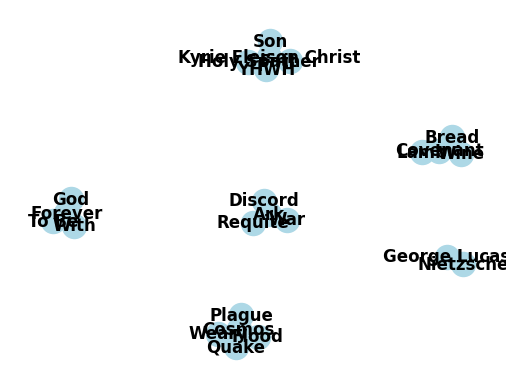 Son
Kyrie Eleison Christ
Holy Father
YHWH
Bread
Covenant
Lamb Wine
God
Forever
To Be
With
Discord
Ark
War
Requite
George Lucas
Nietzsche
Plague
Cosmos
Flood
Quake